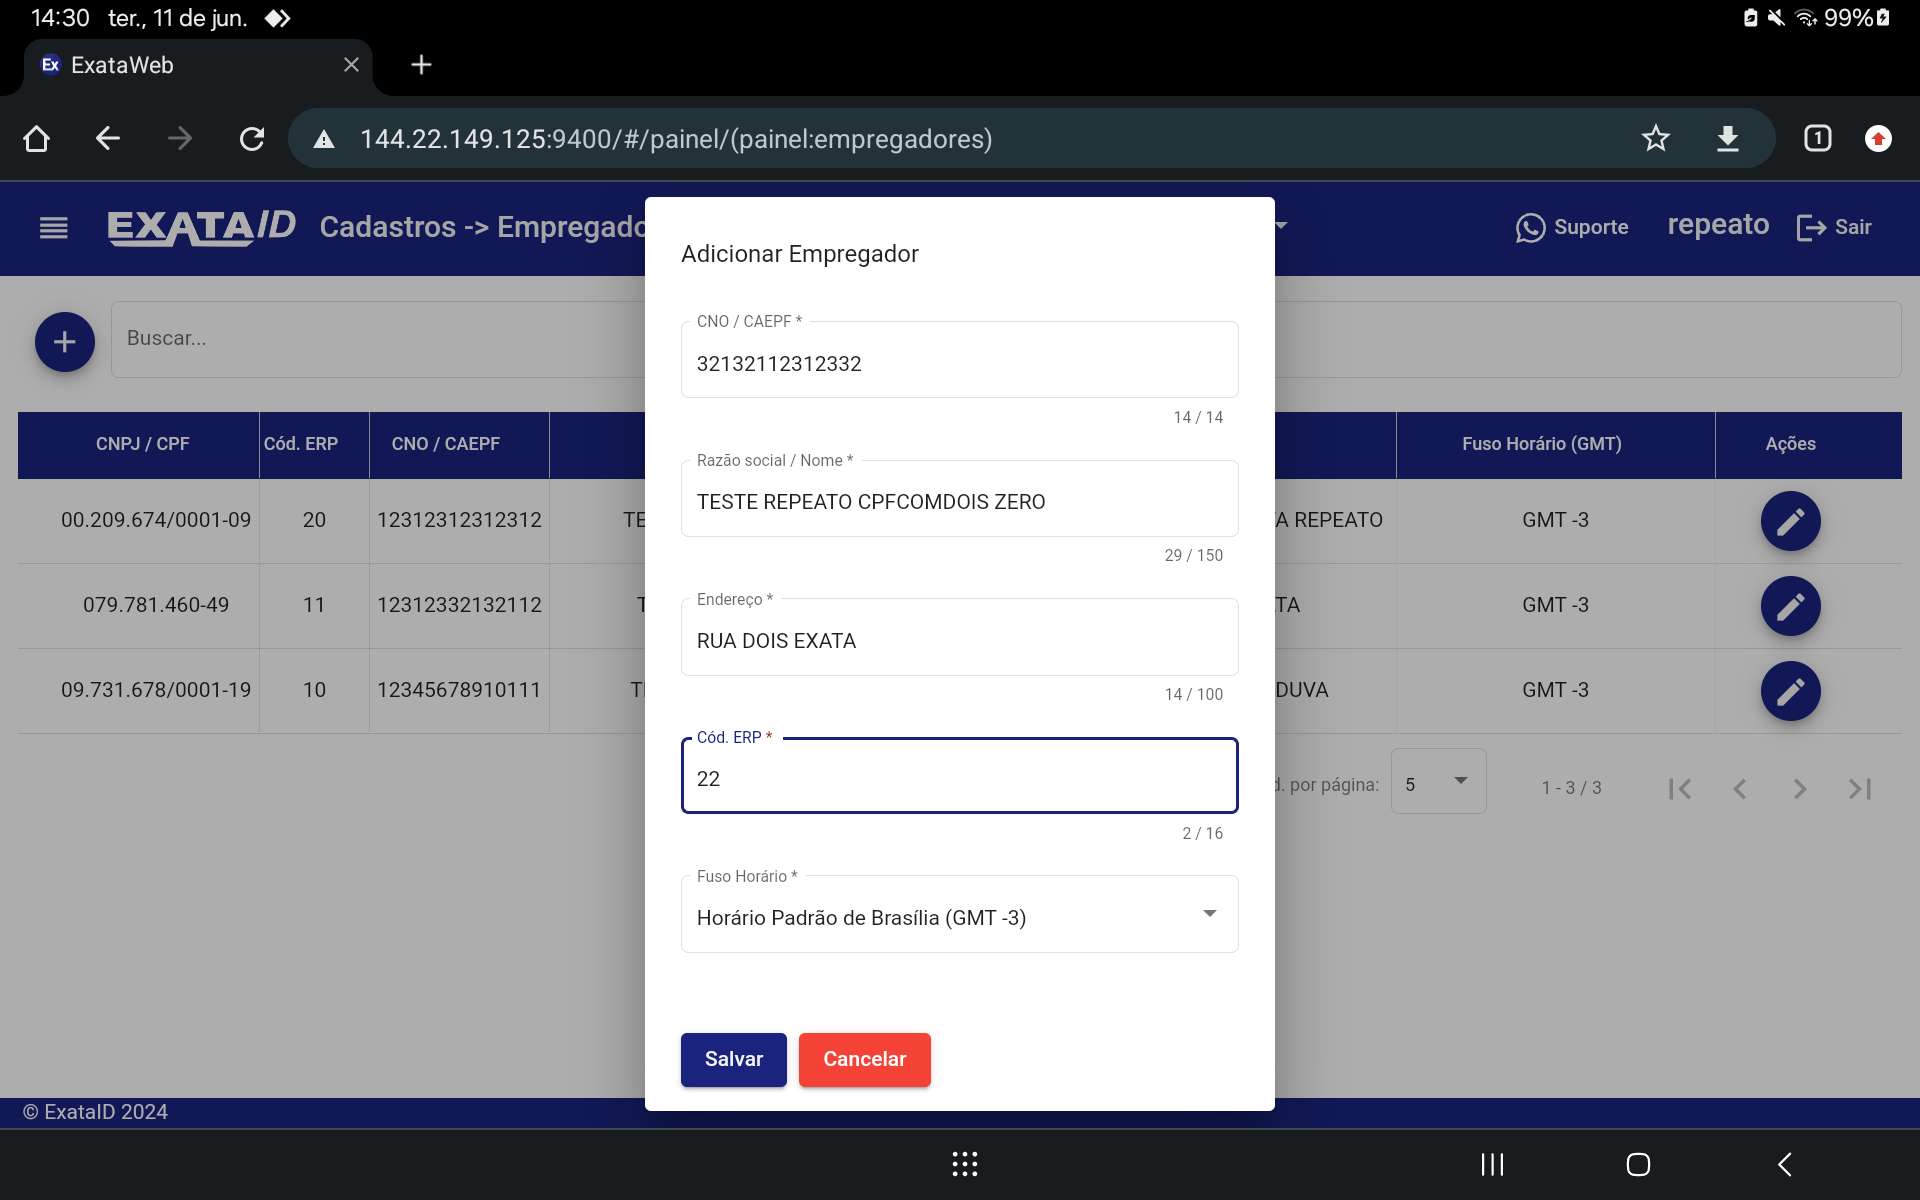 14:30 ter., 11 de jun. 99%
Ex ExataWeb
144.22.149.125:9400/#/painel/(painel:empregadores) 1
EXATAID Cadastros -> Empregado Suporte repeato Sair
Buscar...
CNPJ / CPF Cód. ERP CNO / CAEPF Fuso Horário (GMT) Ações
00.209.674/0001-09 20 12312312312312 TE A REPEATO GMT -3
079.781.460-49 11 12312332132112 T TA GMT -3
09.731.678/0001-19 10 12345678910111 DUVA GMT -3
d. por página: 5 1 - 3 / 3
Adicionar Empregador
CNO / CAEPF *
32132112312332
14 / 14
Razão social / Nome *
TESTE REPEATO CPFCOMDOIS ZERO
29 / 150
Endereço *
RUA DOIS EXATA
14 / 100
Cód. ERP *
22
2 / 16
Fuso Horário *
Horário Padrão de Brasília (GMT -3)
Salvar Cancelar
© ExataID 2024